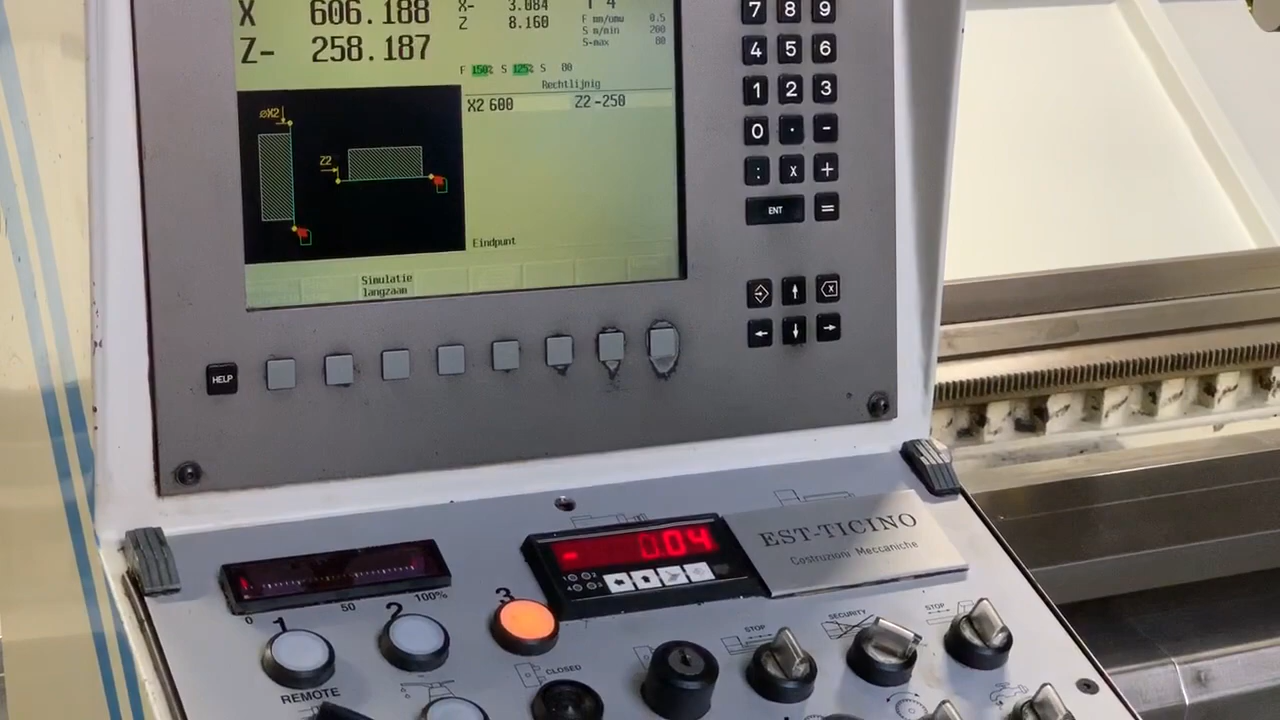 X 606.188 X- 3.084 T 4
Z 8.160 F mm/omw 0.5
Z- 258.187 S m/min 200
S-max 80
F 150% S 125% S 80
Rechtlijnig
X2 600 Z2 -250
⌀X2
Z2
Eindpunt
Simulatie
langzaam
7 8 9
4 5 6
1 2 3
0 . -
: x +
ENT =
HELP
- 0.04
EST-TICINO
Costruzioni Meccaniche
0 50 100%
1 2 3
REMOTE
CLOSED
STOP
SECURITY
STOP